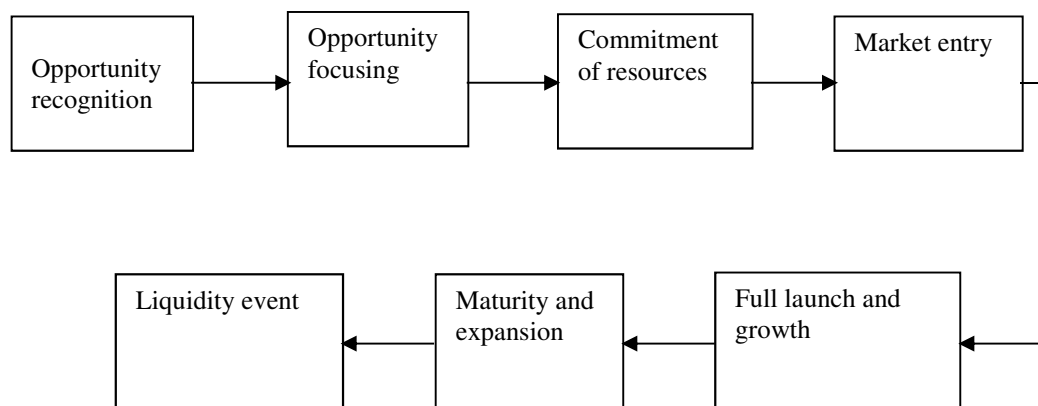 Opportunity
recognition
Opportunity
focusing
Commitment
of resources
Market entry
Full launch and
growth
Maturity and
expansion
Liquidity event